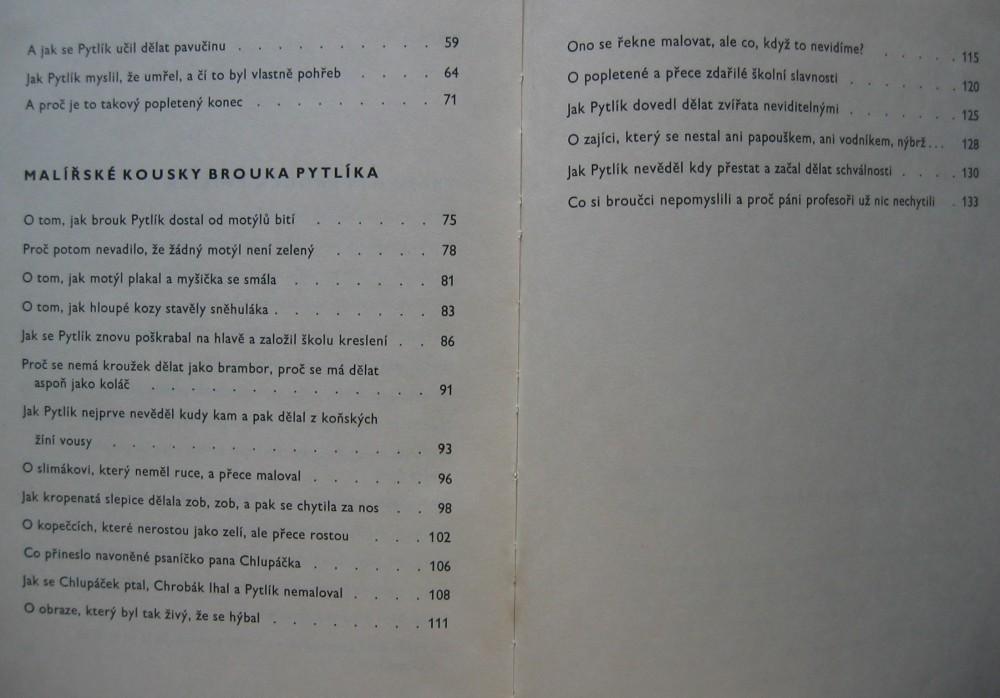 A jak se Pytlík učil dělat pavučinu . . . . . . . . . 59
Jak Pytlík myslil, že umřel, a čí to byl vlastně pohřeb . . . . 64
A proč je to takový popletený konec . . . . . . . . 71
MALÍŘSKÉ KOUSKY BROUKA PYTLÍKA
O tom, jak brouk Pytlík dostal od motýlů bití . . . . . . 75
Proč potom nevadilo, že žádný motýl není zelený . . . . . 78
O tom, jak motýl plakal a myšička se smála . . . . . . . 81
O tom, jak hloupé kozy stavěly sněhuláka . . . . . . . . 83
Jak se Pytlík znovu poškrabal na hlavě a založil školu kreslení . . 86
Proč se nemá kroužek dělat jako brambor, proč se má dělat
aspoň jako koláč . . . . . . . . . . . . . 91
Jak Pytlík nejprve nevěděl kudy kam a pak dělal z koňských
žíní vousy . . . . . . . . . . . . . . . 93
O slimákovi, který neměl ruce, a přece maloval . . . . . 96
Jak kropenatá slepice dělala zob, zob, a pak se chytila za nos . . 98
O kopečcích, které nerostou jako zelí, ale přece rostou . . . 102
Co přineslo navoněné psaníčko pana Chlupáčka . . . . . . 106
Jak se Chlupáček ptal, Chrobák lhal a Pytlík nemaloval . . . . 108
O obraze, který byl tak živý, že se hýbal . . . . . . . . 111
Ono se řekne malovat, ale co, když to nevidíme? . . . . . 115
O popletené a přece zdařilé školní slavnosti . . . . . . . 120
Jak Pytlík dovedl dělat zvířata neviditelnými . . . . . . . 125
O zajíci, který se nestal ani papouškem, ani vodníkem, nýbrž... 128
Jak Pytlík nevěděl kdy přestat a začal dělat schválnosti . . . . 130
Co si broučci nepomyslili a proč páni profesoři už nic nechytili . 133